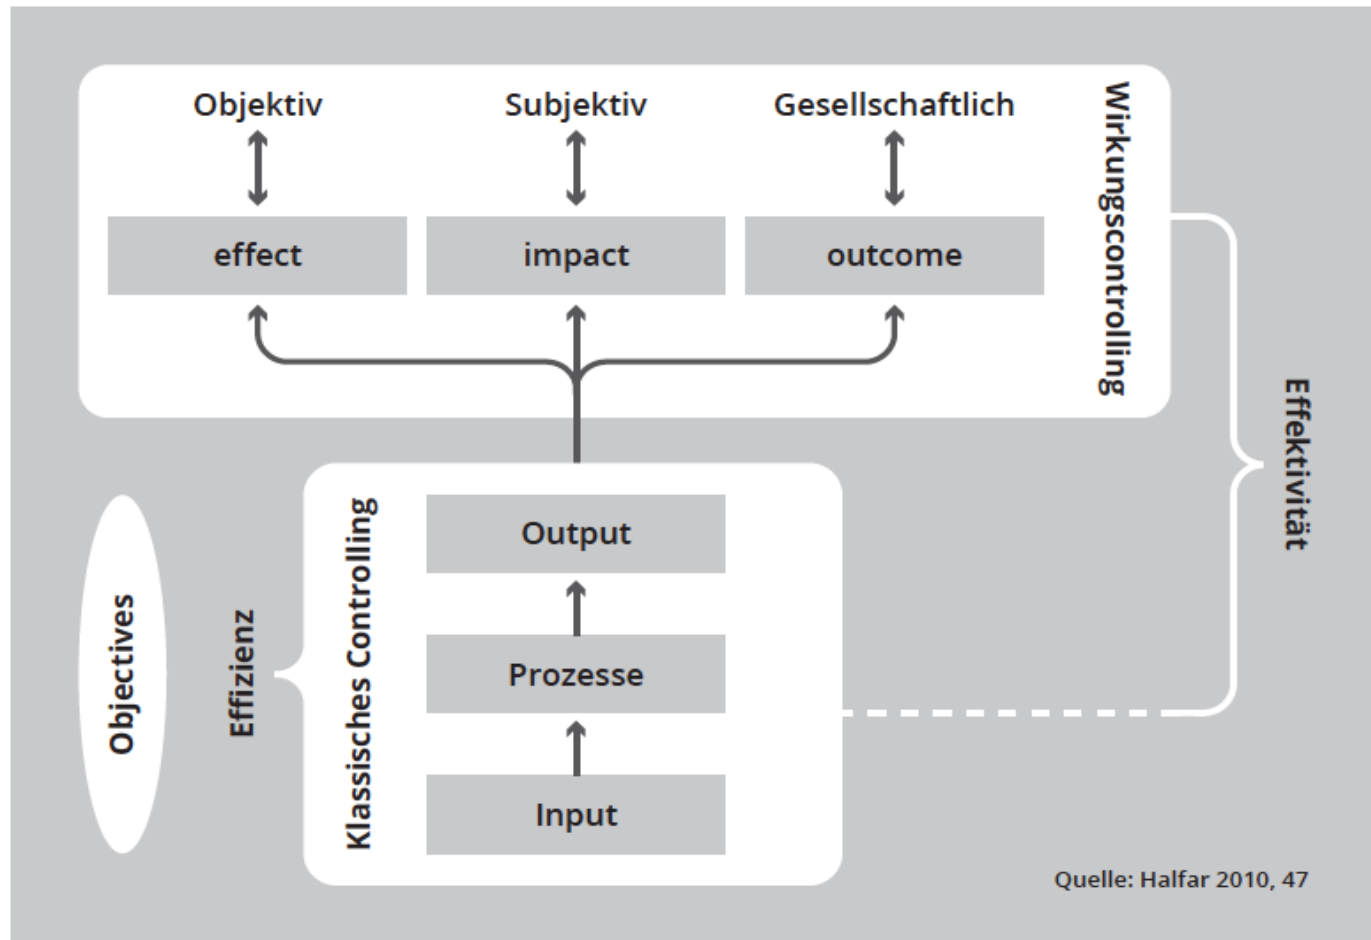 Objektiv
Subjektiv
Gesellschaftlich
effect
impact
outcome
Wirkungscontrolling
Effektivität
Objectives
Effizienz
Klassisches Controlling
Output
Prozesse
Input
Quelle: Halfar 2010, 47